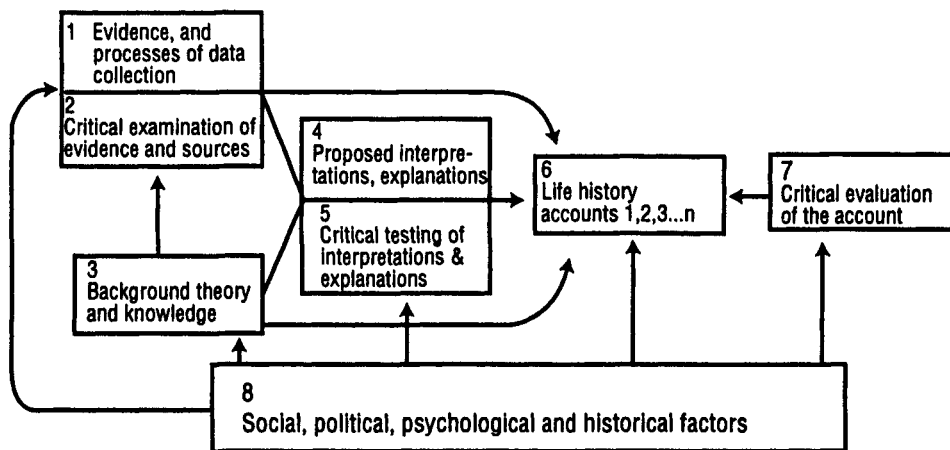 1 Evidence, and
processes of data
collection
2
Critical examination of
evidence and sources
3
Background theory
and knowledge
4
Proposed interpre-
tations, explanations
5
Critical testing of
interpretations &
explanations
6
Life history
accounts 1,2,3...n
7
Critical evaluation
of the account
8
Social, political, psychological and historical factors